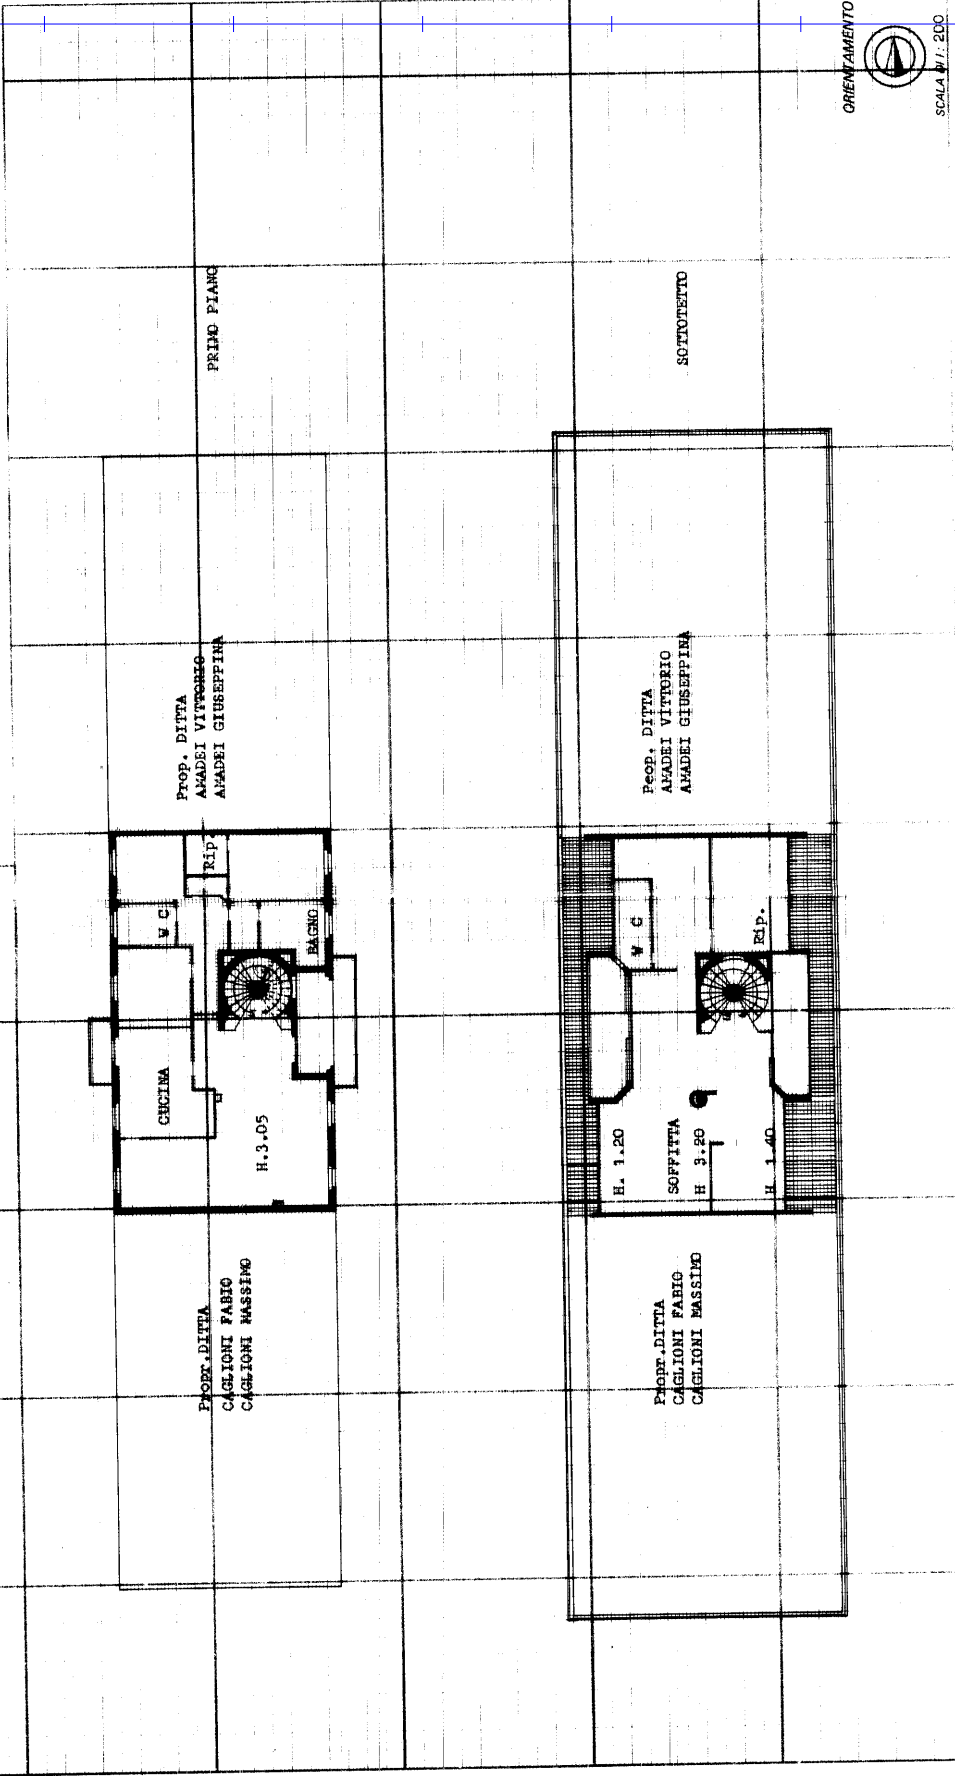 ORIENTAMENTO
SCALA DI 1: 200
PRIMO PIANO
Prop. DITTA
AMADEI VITTORIO
AMADEI GIUSEPPINA
Rip.
W C
BAGNO
CUCINA
H.3.05
Propr.DITTA
CAGLIONI FABIO
CAGLIONI MASSIMO
SOTTOTETTO
Peop. DITTA
AMADEI VITTORIO
AMADEI GIUSEPPINA
W C
Rip.
H. 1.20
SOFFITTA
H 3.20
H 1.40
Propr.DITTA
CAGLIONI FABIO
CAGLIONI MASSIMO